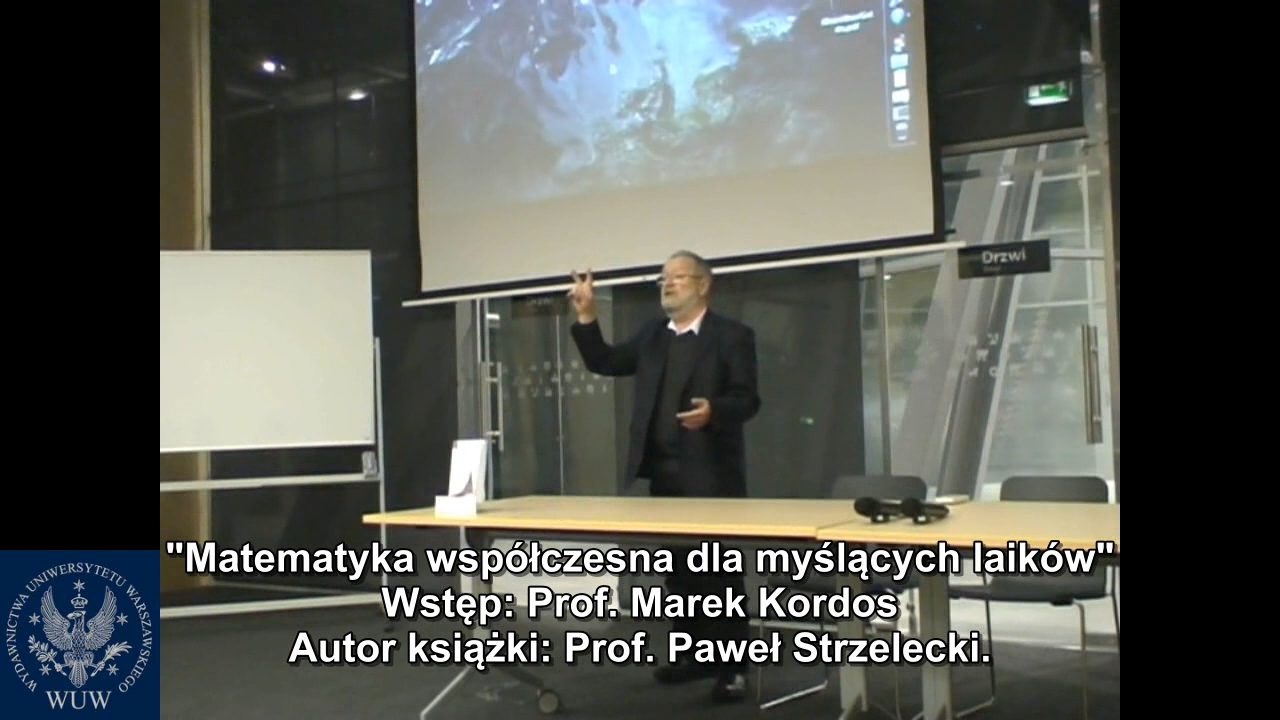 Drzwi
"Matematyka współczesna dla myślących laików"
Wstęp: Prof. Marek Kordos
Autor książki: Prof. Paweł Strzelecki.
WYDAWNICTWA UNIWERSYTETU WARSZAWSKIEGO
WUW